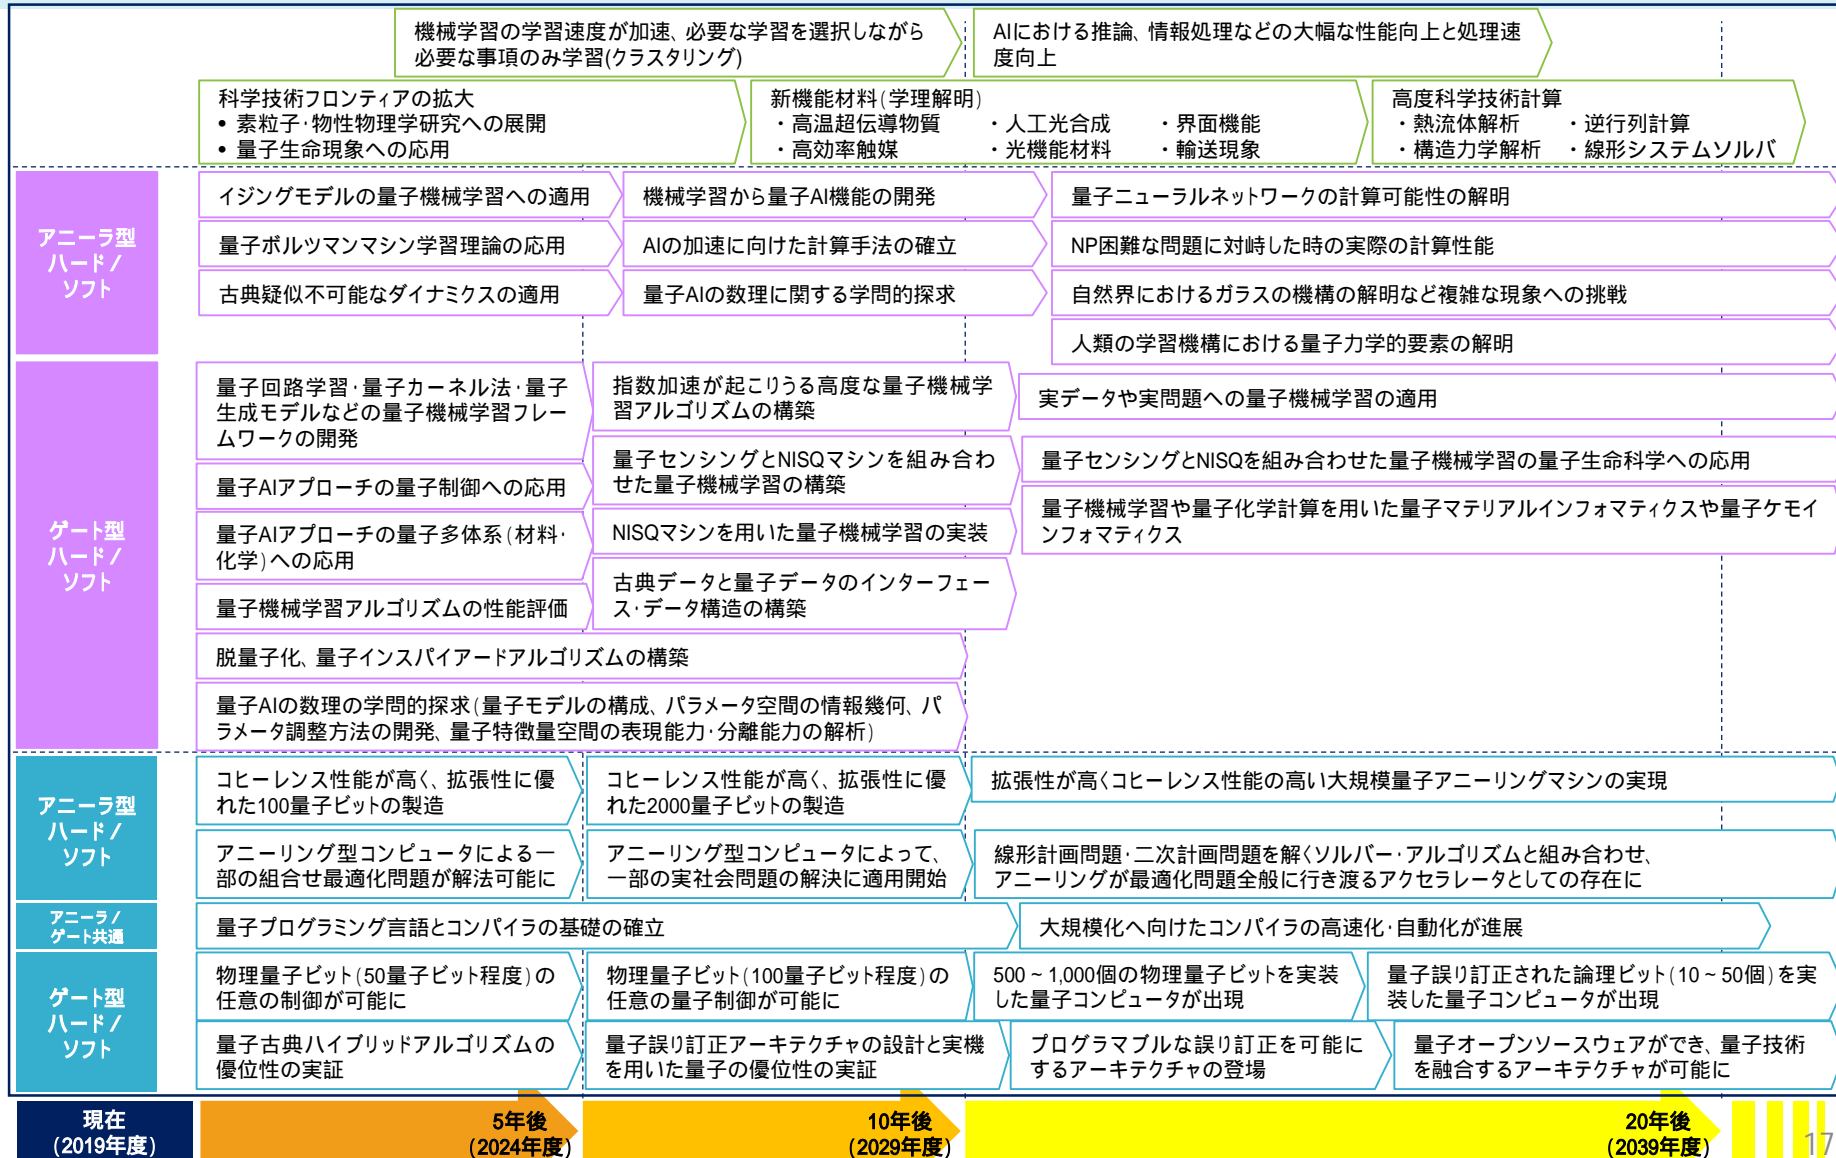 機械学習の学習速度が加速、必要な学習を選択しながら
必要な事項のみ学習(クラスタリング)
AIにおける推論、情報処理などの大幅な性能向上と処理速
度向上
科学技術フロンティアの拡大
• 素粒子・物性物理学研究への展開
• 量子生命現象への応用
新機能材料(学理解明)
・高温超伝導物質 ・人工光合成 ・界面機能
・高効率触媒 ・光機能材料 ・輸送現象
高度科学技術計算
・熱流体解析 ・逆行列計算
・構造力学解析 ・線形システムソルバ
アニーラ型
ハード/
ソフト
イジングモデルの量子機械学習への適用
機械学習から量子AI機能の開発
量子ニューラルネットワークの計算可能性の解明
量子ボルツマンマシン学習理論の応用
AIの加速に向けた計算手法の確立
NP困難な問題に対峙した時の実際の計算性能
古典疑似不可能なダイナミクスの適用
量子AIの数理に関する学問的探求
自然界におけるガラスの機構の解明など複雑な現象への挑戦
人類の学習機構における量子力学的要素の解明
ゲート型
ハード/
ソフト
量子回路学習・量子カーネル法・量子
生成モデルなどの量子機械学習フレー
ムワークの開発
指数加速が起こりうる高度な量子機械学
習アルゴリズムの構築
実データや実問題への量子機械学習の適用
量子AIアプローチの量子制御への応用
量子センシングとNISQマシンを組み合わ
せた量子機械学習の構築
量子センシングとNISQを組み合わせた量子機械学習の量子生命科学への応用
量子AIアプローチの量子多体系(材料・
化学)への応用
NISQマシンを用いた量子機械学習の実装
量子機械学習や量子化学計算を用いた量子マテリアルインフォマティクスや量子ケモイ
ンフォマティクス
量子機械学習アルゴリズムの性能評価
古典データと量子データのインターフェー
ス・データ構造の構築
脱量子化、量子インスパイアードアルゴリズムの構築
量子AIの数理の学問的探求(量子モデルの構成、パラメータ空間の情報幾何、パ
ラメータ調整方法の開発、量子特徴量空間の表現能力・分離能力の解析)
アニーラ型
ハード/
ソフト
コヒーレンス性能が高く、拡張性に優
れた100量子ビットの製造
コヒーレンス性能が高く、拡張性に優
れた2000量子ビットの製造
拡張性が高くコヒーレンス性能の高い大規模量子アニーリングマシンの実現
アニーリング型コンピュータによる一
部の組合せ最適化問題が解法可能に
アニーリング型コンピュータによって、
一部の実社会問題の解決に適用開始
線形計画問題・二次計画問題を解くソルバー・アルゴリズムと組み合わせ、
アニーリングが最適化問題全般に行き渡るアクセラレータとしての存在に
アニーラ/
ゲート共通
量子プログラミング言語とコンパイラの基礎の確立
大規模化へ向けたコンパイラの高速化・自動化が進展
ゲート型
ハード/
ソフト
物理量子ビット(50量子ビット程度)の
任意の制御が可能に
物理量子ビット(100量子ビット程度)の
任意の量子制御が可能に
500~1,000個の物理量子ビットを実装
した量子コンピュータが出現
量子誤り訂正された論理ビット(10~50個)を実
装した量子コンピュータが出現
量子古典ハイブリッドアルゴリズムの
優位性の実証
量子誤り訂正アーキテクチャの設計と実機
を用いた量子の優位性の実証
プログラマブルな誤り訂正を可能に
するアーキテクチャの登場
量子オープンソースウェアができ、量子技術
を融合するアーキテクチャが可能に
現在
(2019年度)
5年後
(2024年度)
10年後
(2029年度)
20年後
(2039年度)
17